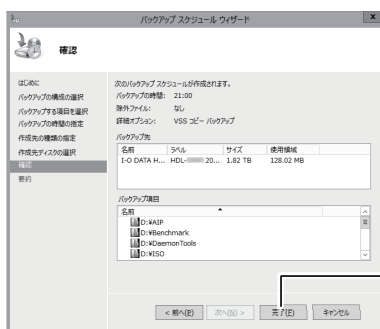 バックアップ スケジュール ウィザード
x
確認
はじめに
バックアップの構成の選択
バックアップする項目を選択
バックアップの時間の指定
作成先の種類の指定
作成先ディスクの選択
確認
要約
次のバックアップ スケジュールが作成されます。
バックアップの時間: 21:00
除外ファイル: なし
詳細オプション: VSS コピー バックアップ
バックアップ先
名前 ラベル サイズ 使用領域
I-O DATA H... HDL- 20... 1.82 TB 128.02 MB
バックアップ項目
名前
D:¥AIP
D:¥Benchmark
D:¥DaemonTools
D:¥ISO
< 前へ(P) 次へ(N) > 完了(F) キャンセル